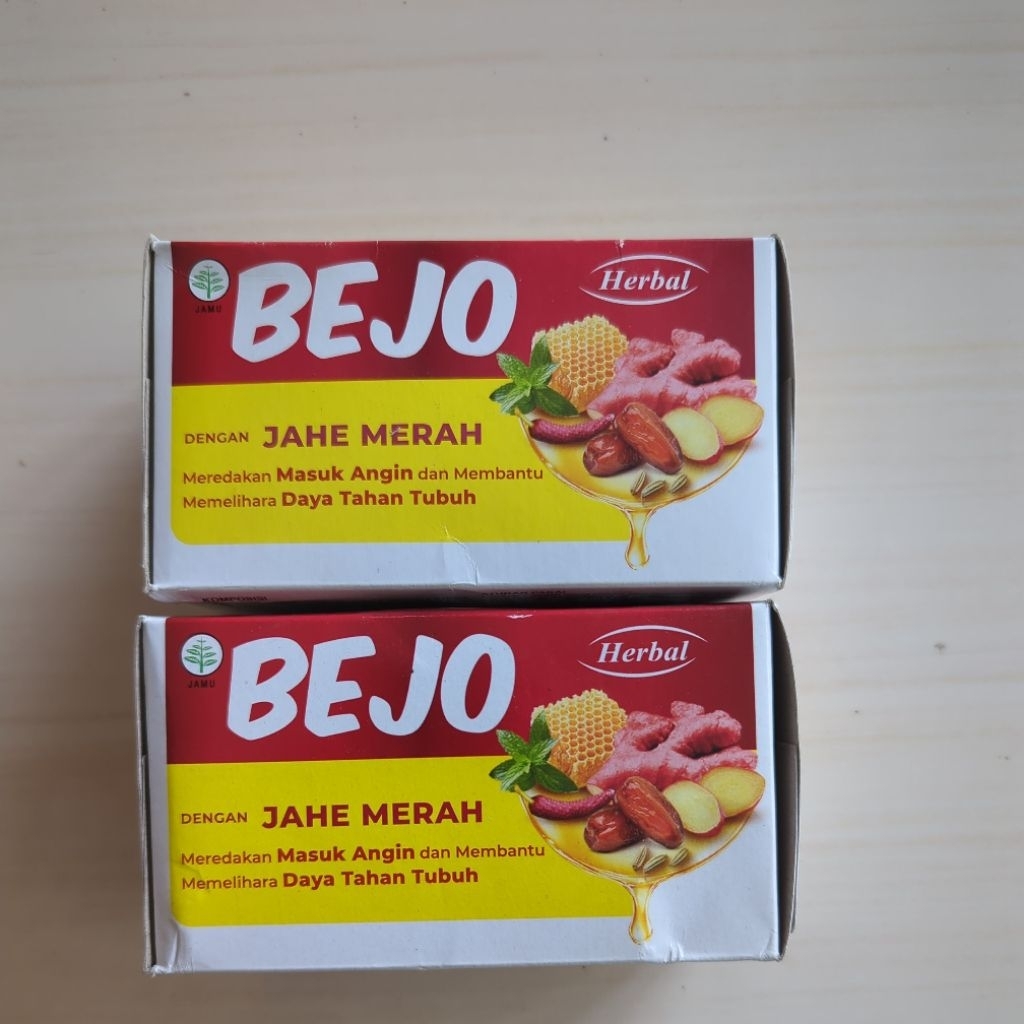 BEJO
Herbal
JAMU
DENGAN JAHE MERAH
Meredakan Masuk Angin dan Membantu
Memelihara Daya Tahan Tubuh
KOMPOSISI
BEJO
Herbal
JAMU
DENGAN JAHE MERAH
Meredakan Masuk Angin dan Membantu
Memelihara Daya Tahan Tubuh